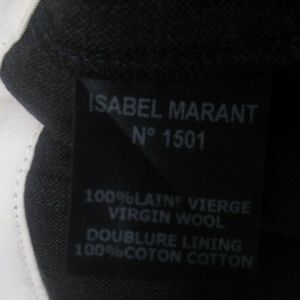 ISABEL MARANT
N° 1501
100%LAINE VIERGE
VIRGIN WOOL
DOUBLURE LINING
100%COTON COTTON